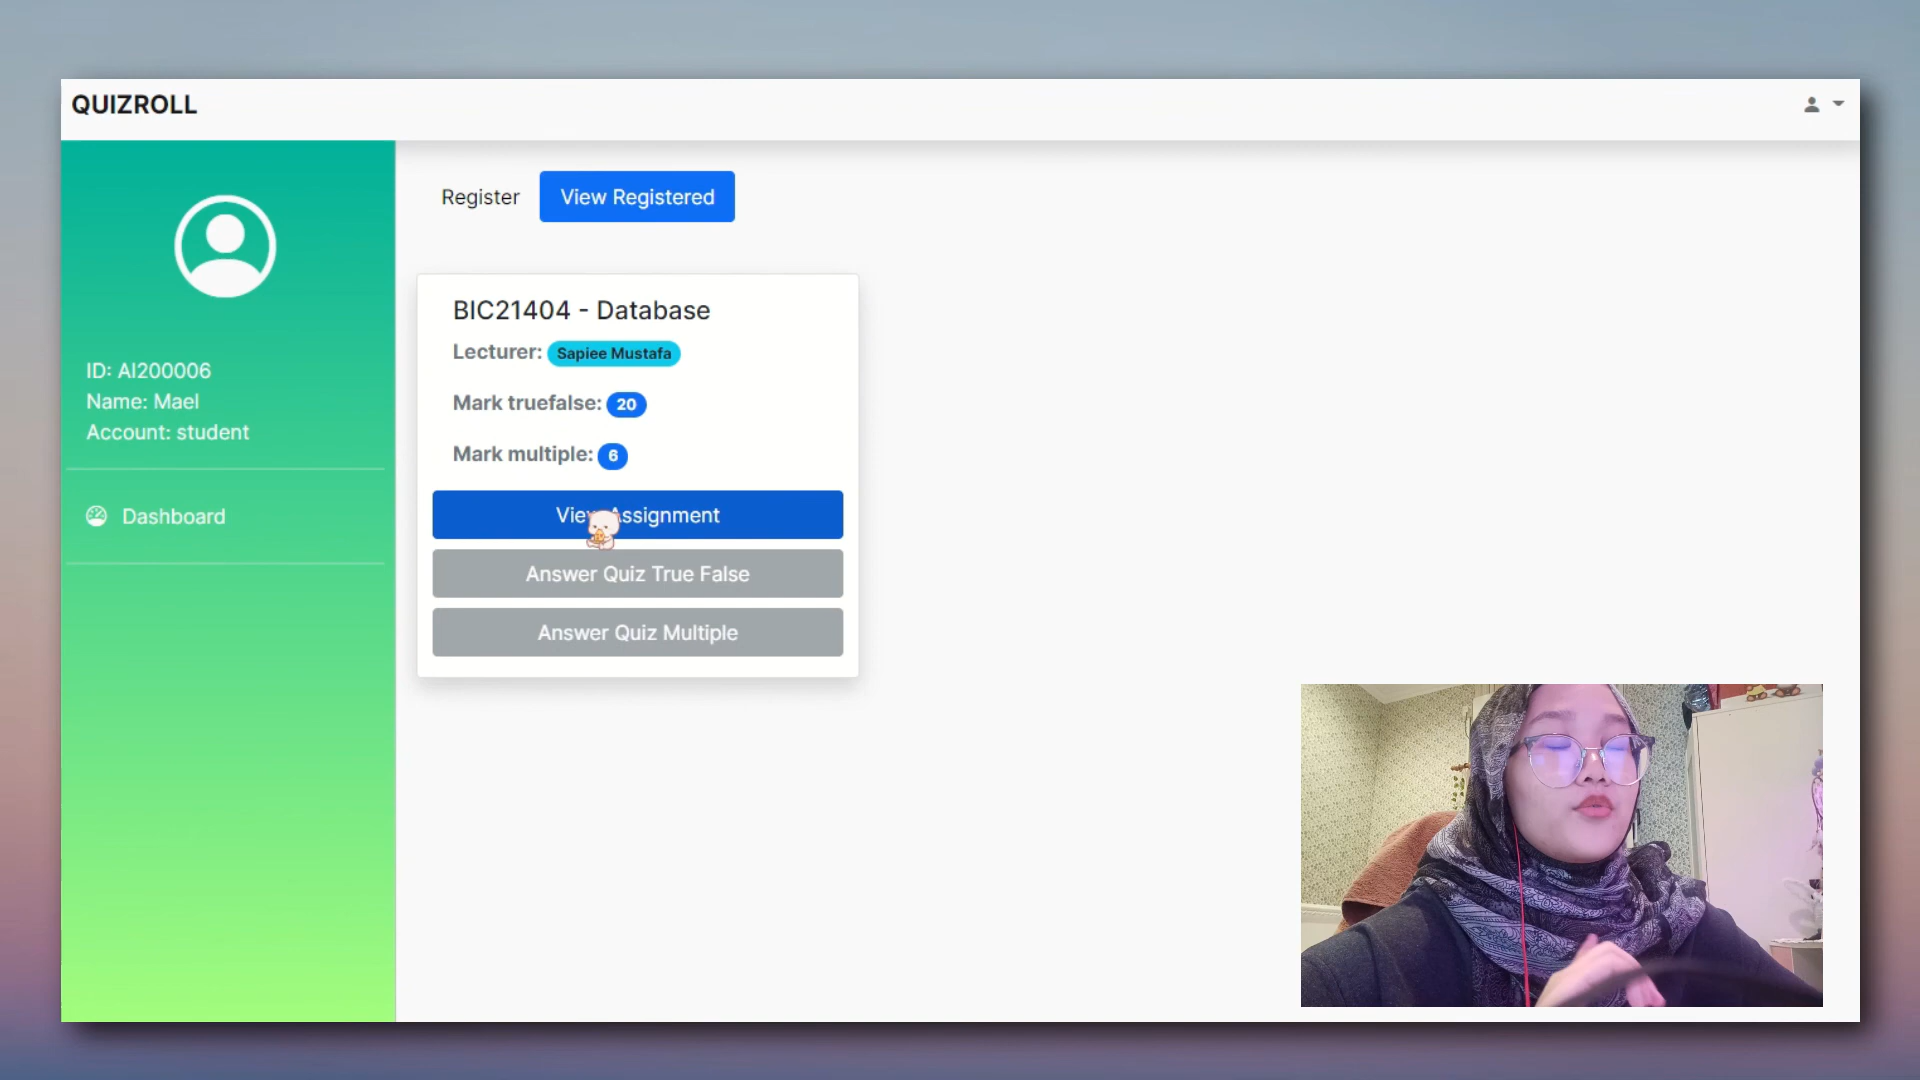 QUIZROLL
ID: AI200006
Name: Mael
Account: student
Dashboard
Register
View Registered
BIC21404 - Database
Lecturer: Sapiee Mustafa
Mark truefalse: 20
Mark multiple: 6
View Assignment
Answer Quiz True False
Answer Quiz Multiple